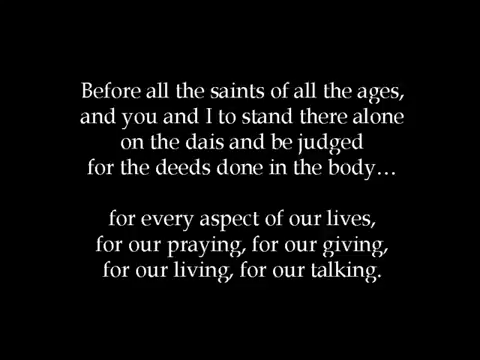 Before all the saints of all the ages,
and you and I to stand there alone
on the dais and be judged
for the deeds done in the body…
for every aspect of our lives,
for our praying, for our giving,
for our living, for our talking.